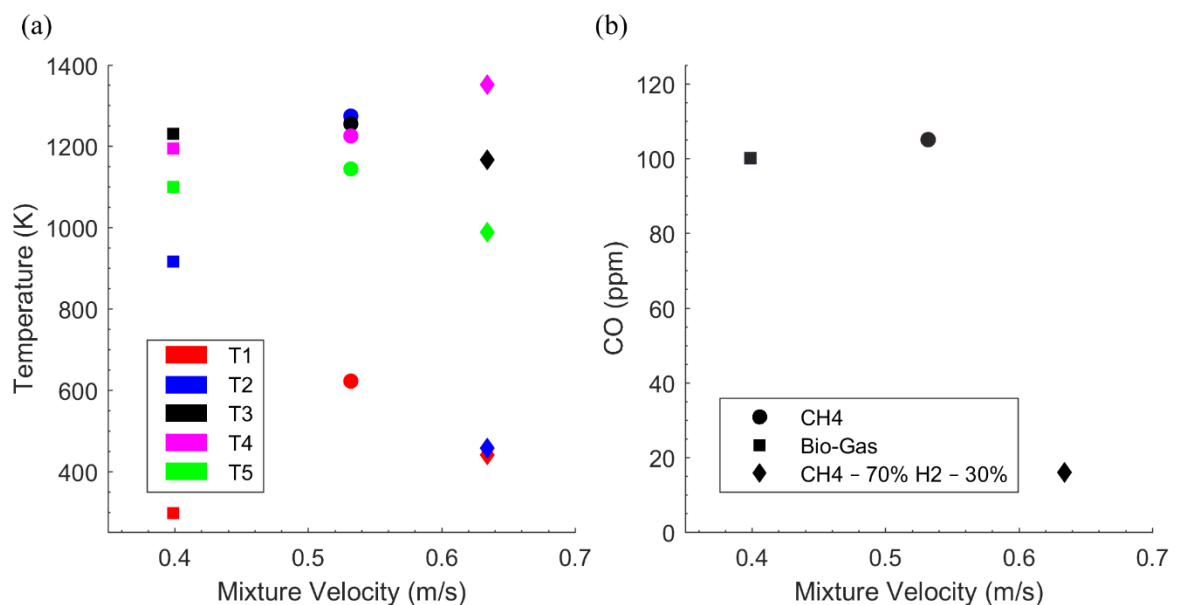 (a)
1400
1200
1000
800
600
400
Temperature (K)
T1
T2
T3
T4
T5
0.4 0.5 0.6 0.7
Mixture Velocity (m/s)
(b)
120
100
80
60
40
20
0
CO (ppm)
CH4
Bio-Gas
CH4 – 70% H2 – 30%
0.4 0.5 0.6 0.7
Mixture Velocity (m/s)